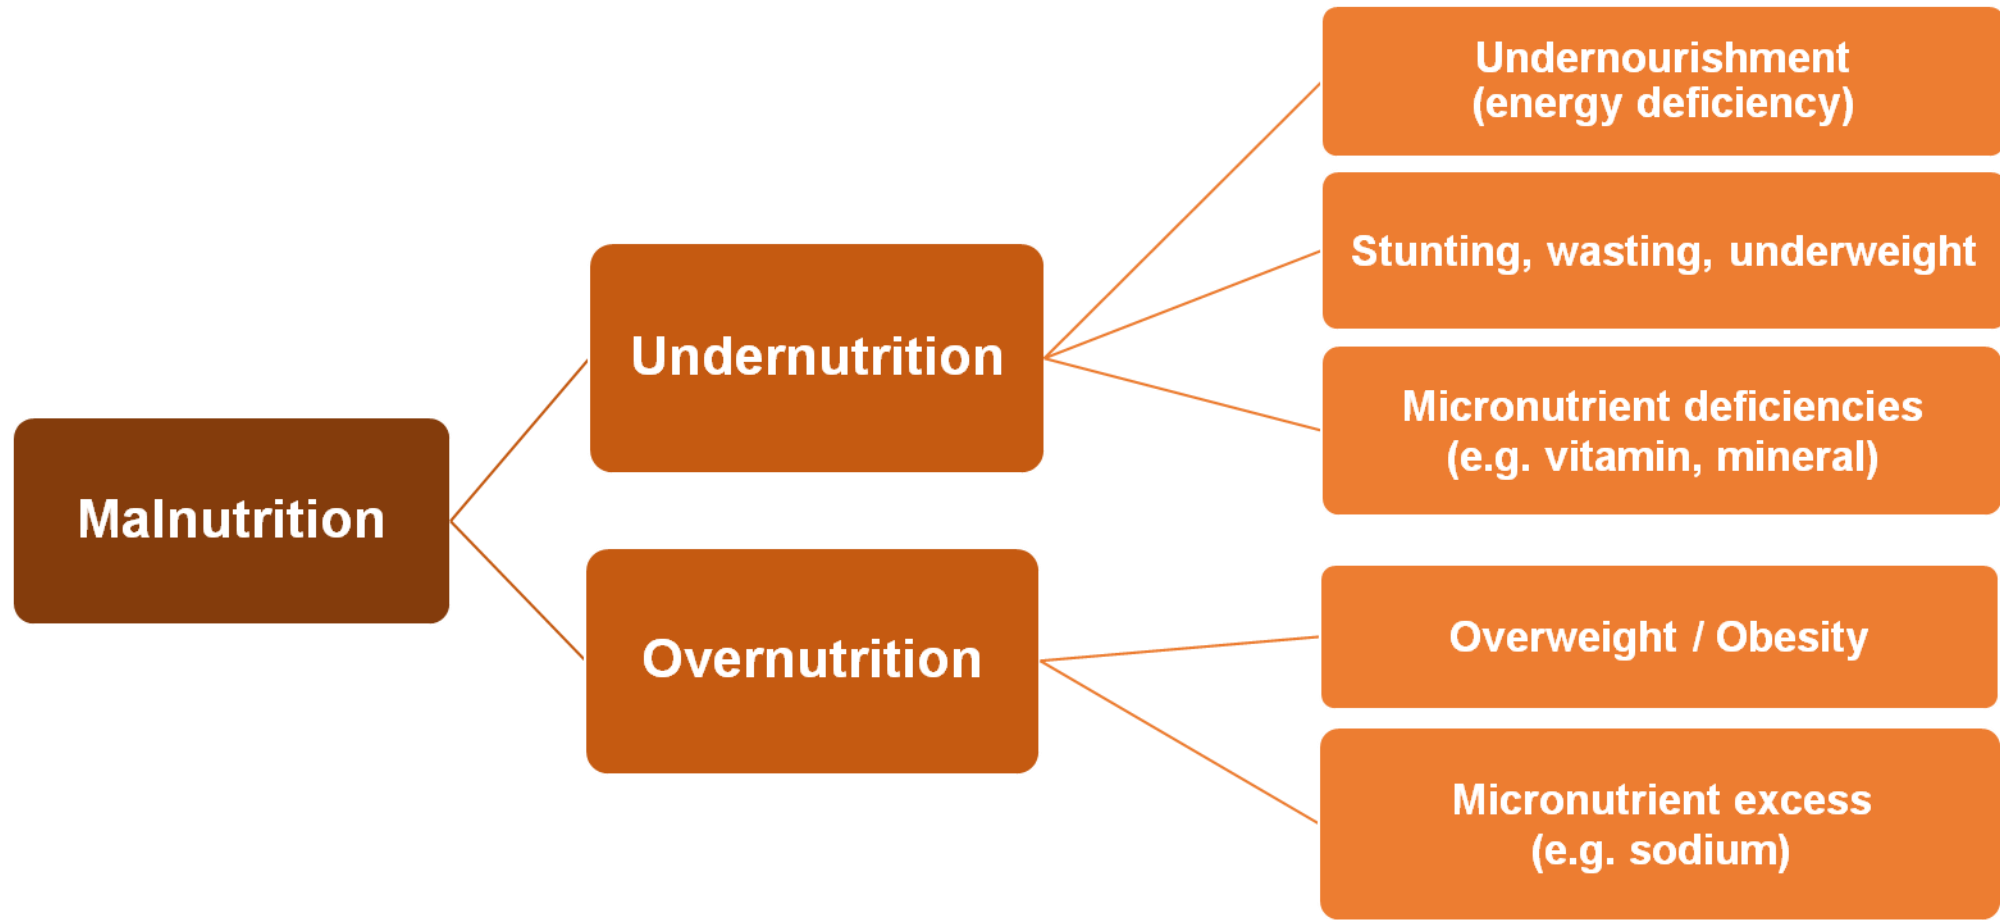 Malnutrition
Undernutrition
Overnutrition
Undernourishment
(energy deficiency)
Stunting, wasting, underweight
Micronutrient deficiencies
(e.g. vitamin, mineral)
Overweight / Obesity
Micronutrient excess
(e.g. sodium)